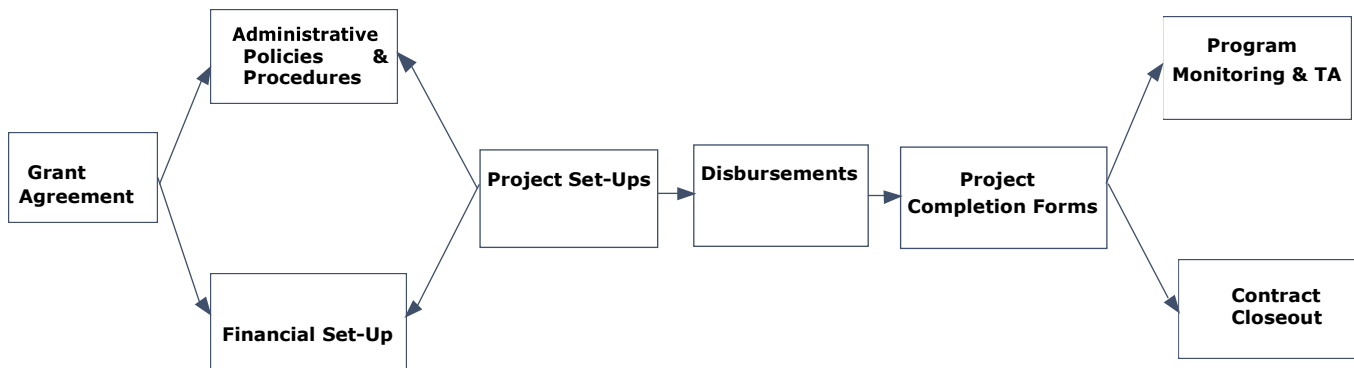 Administrative
Policies &
Procedures
Program
Monitoring & TA
Grant
Agreement
Project Set-Ups
Disbursements
Project
Completion Forms
Financial Set-Up
Contract
Closeout